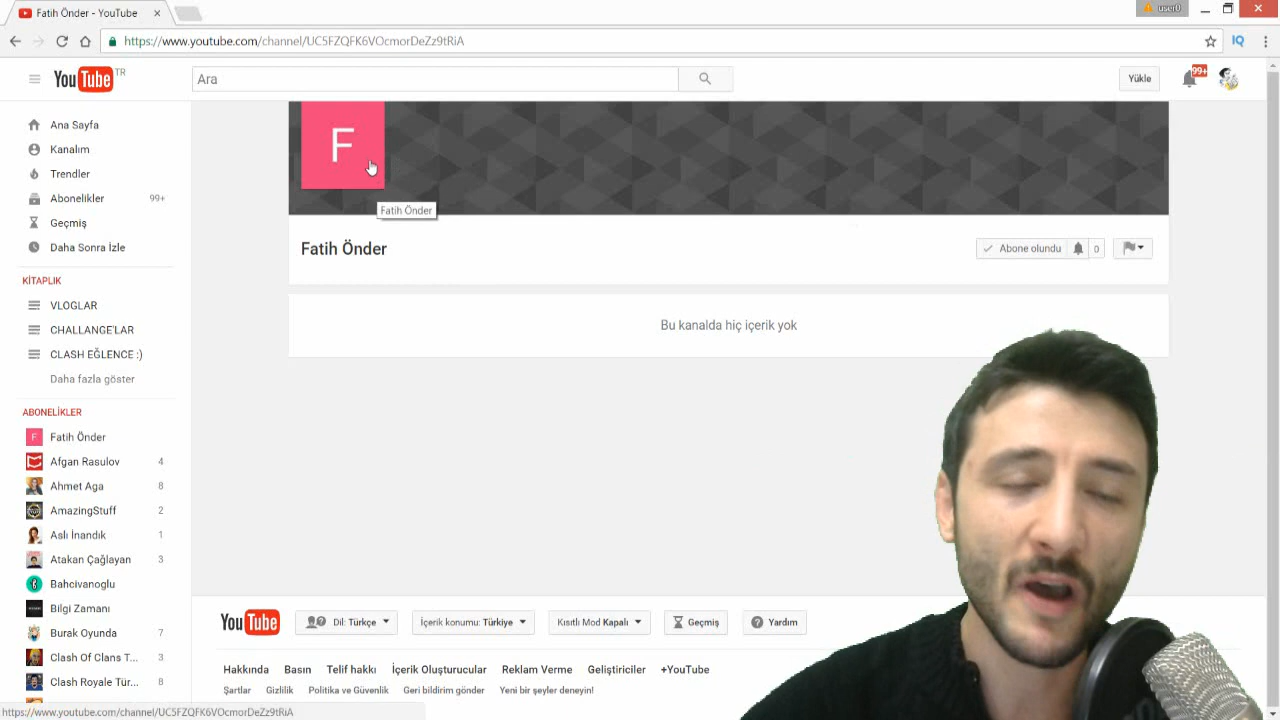 Fatih Önder - YouTube
user0
https://www.youtube.com/channel/UC5FZQFK6VOcmorDeZz9tRiA
IQ
YouTube TR
Ara
Yükle
99+
Ana Sayfa
Kanalım
Trendler
Abonelikler 99+
Geçmiş
Daha Sonra İzle
KİTAPLIK
VLOGLAR
CHALLANGE'LAR
CLASH EĞLENCE :)
Daha fazla göster
ABONELİKLER
F Fatih Önder
Afgan Rasulov 4
Ahmet Aga 8
AmazingStuff 2
Aslı İnandık 1
Atakan Çağlayan 3
Bahcivanoglu
Bilgi Zamanı
Burak Oyunda 7
Clash Of Clans T...
Clash Royale Tür... 8
F
Fatih Önder
Fatih Önder
Abone olundu 0
Bu kanalda hiç içerik yok
YouTube
Dil: Türkçe
İçerik konumu: Türkiye
Kısıtlı Mod Kapalı
Geçmiş
Yardım
Hakkında Basın Telif hakkı İçerik Oluşturucular Reklam Verme Geliştiriciler +YouTube
Şartlar Gizlilik Politika ve Güvenlik Geri bildirim gönder Yeni bir şeyler deneyin!
https://www.youtube.com/channel/UC5FZQFK6VOcmorDeZz9tRiA